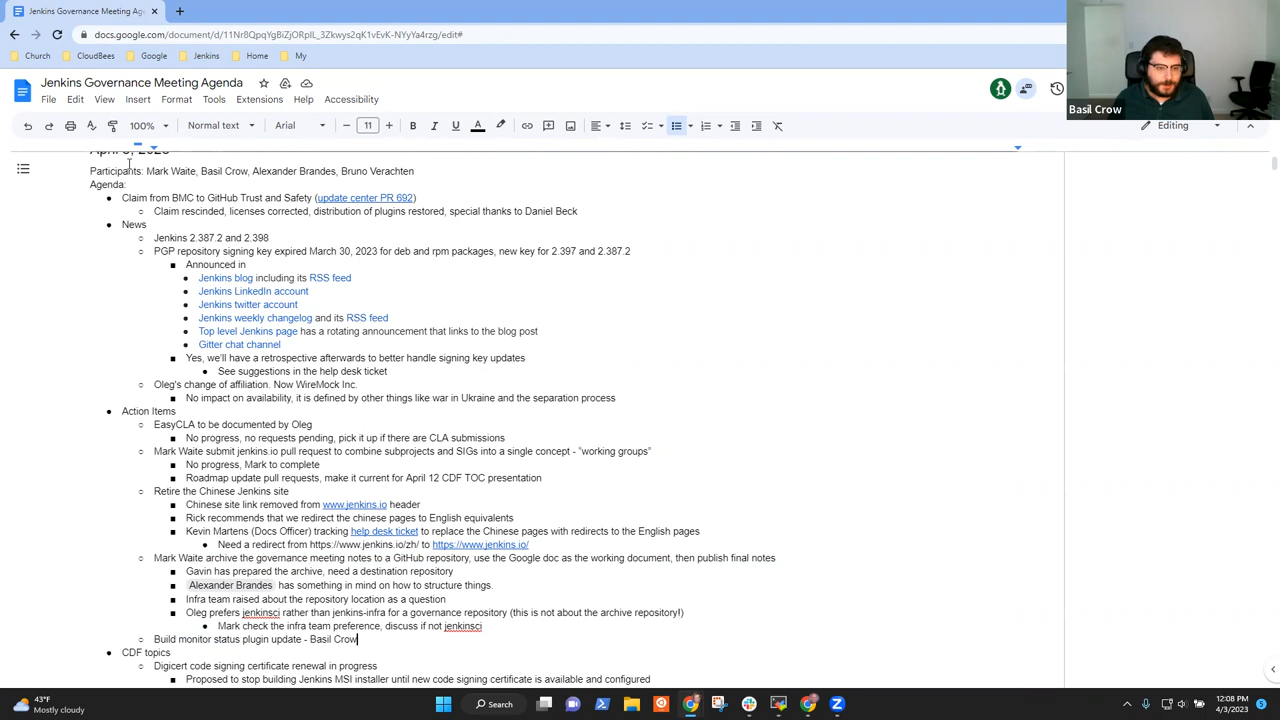 Jenkins Governance Meeting Ag
docs.google.com/document/d/11Nr8QpqYgBiZjORpIL_3Zkwys2qK1vEvK-NYyYa4rzg/edit#
Church
CloudBees
Google
Jenkins
Home
My
Jenkins Governance Meeting Agenda
File Edit View Insert Format Tools Extensions Help Accessibility
100% Normal text Arial 11 Editing
Basil Crow
Participants: Mark Waite, Basil Crow, Alexander Brandes, Bruno Verachten
Agenda:
Claim from BMC to GitHub Trust and Safety (update center PR 692)
Claim rescinded, licenses corrected, distribution of plugins restored, special thanks to Daniel Beck
News
Jenkins 2.387.2 and 2.398
PGP repository signing key expired March 30, 2023 for deb and rpm packages, new key for 2.397 and 2.387.2
Announced in
Jenkins blog including its RSS feed
Jenkins LinkedIn account
Jenkins twitter account
Jenkins weekly changelog and its RSS feed
Top level Jenkins page has a rotating announcement that links to the blog post
Gitter chat channel
Yes, we'll have a retrospective afterwards to better handle signing key updates
See suggestions in the help desk ticket
Oleg's change of affiliation. Now WireMock Inc.
No impact on availability, it is defined by other things like war in Ukraine and the separation process
Action Items
EasyCLA to be documented by Oleg
No progress, no requests pending, pick it up if there are CLA submissions
Mark Waite submit jenkins.io pull request to combine subprojects and SIGs into a single concept - "working groups"
No progress, Mark to complete
Roadmap update pull requests, make it current for April 12 CDF TOC presentation
Retire the Chinese Jenkins site
Chinese site link removed from www.jenkins.io header
Rick recommends that we redirect the chinese pages to English equivalents
Kevin Martens (Docs Officer) tracking help desk ticket to replace the Chinese pages with redirects to the English pages
Need a redirect from https://www.jenkins.io/zh/ to https://www.jenkins.io/
Mark Waite archive the governance meeting notes to a GitHub repository, use the Google doc as the working document, then publish final notes
Gavin has prepared the archive, need a destination repository
Alexander Brandes has something in mind on how to structure things.
Infra team raised about the repository location as a question
Oleg prefers jenkinsci rather than jenkins-infra for a governance repository (this is not about the archive repository!)
Mark check the infra team preference, discuss if not jenkinsci
Build monitor status plugin update - Basil Crow
CDF topics
Digicert code signing certificate renewal in progress
Proposed to stop building Jenkins MSI installer until new code signing certificate is available and configured
43°F
Mostly cloudy
Search
12:08 PM
4/3/2023